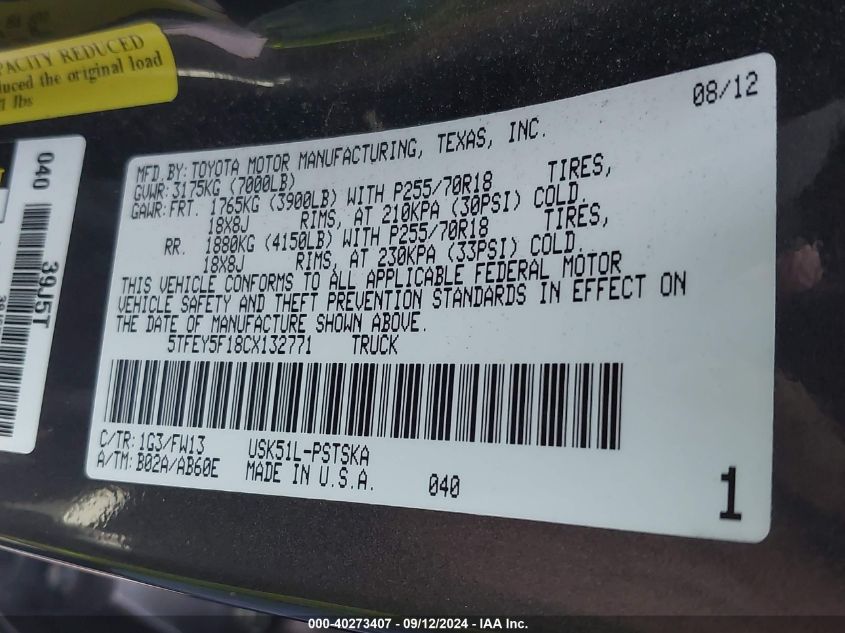 PACITY REDUCED
duced the original load
lbs
040
39J5T
08/12
MFD.BY: TOYOTA MOTOR MANUFACTURING, TEXAS, INC.
GVWR: 3175KG (7000LB)
GAWR: FRT. 1765KG (3900LB) WITH P255/70R18 TIRES,
18X8J RIMS, AT 210KPA (30PSI) COLD.
RR. 1880KG (4150LB) WITH P255/70R18 TIRES,
18X8J RIMS, AT 230KPA (33PSI) COLD.
THIS VEHICLE CONFORMS TO ALL APPLICABLE FEDERAL MOTOR
VEHICLE SAFETY AND THEFT PREVENTION STANDARDS IN EFFECT ON
THE DATE OF MANUFACTURE SHOWN ABOVE.
5TFEY5F18CX132771 TRUCK
C/TR: 1G3/FW13 USK51L-PSTSKA
A/TM: B02A/AB60E MADE IN U.S.A. 040
1
000-40273407 - 09/12/2024 - IAA Inc.